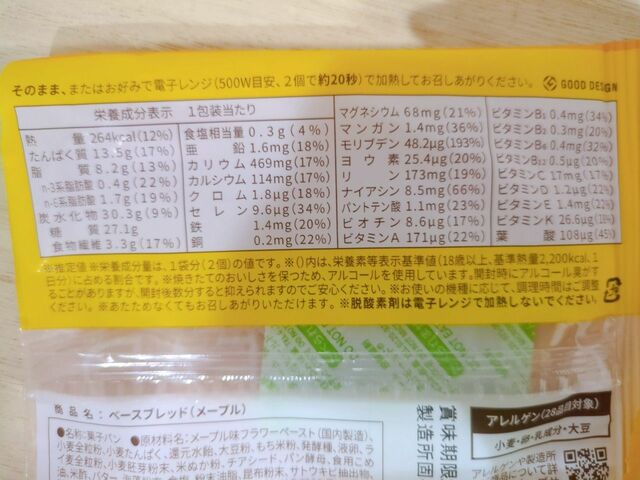 そのまま、またはお好みで電子レンジ(500W目安、2個で約20秒)で加熱してお召しあがりください。
GOOD DESIGN
栄養成分表示 1包装当たり
熱量 264kcal(12%)
たんぱく質 13.5g(17%)
脂質 8.2g(13%)
n-3系脂肪酸 0.4g(22%)
n-6系脂肪酸 1.7g(19%)
炭水化物 30.3g(9%)
糖質 27.1g
食物繊維 3.3g(17%)
食塩相当量 0.3g(4%)
亜鉛 1.6mg(18%)
カリウム 469mg(17%)
カルシウム 114mg(17%)
クロム 1.8μg(18%)
セレン 9.6μg(34%)
鉄 1.4mg(20%)
銅 0.2mg(22%)
マグネシウム 68mg(21%)
マンガン 1.4mg(36%)
モリブデン 48.2μg(193%)
ヨウ素 25.4μg(20%)
リン 173mg(19%)
ナイアシン 8.5mg(66%)
パントテン酸 1.1mg(23%)
ビオチン 8.6μg(17%)
ビタミンA 171μg(22%)
ビタミンB₁ 0.4mg(34%)
ビタミンB₂ 0.3mg(20%)
ビタミンB₆ 0.4mg(32%)
ビタミンB₁₂ 0.5μg(20%)
ビタミンC 17mg(17%)
ビタミンD 1.2μg(22%)
ビタミンE 1.4mg(22%)
ビタミンK 26.6μg(18%)
葉酸 108μg(45%)
※推定値 ※栄養成分量は、1袋分(2個)の値です。※()内は、栄養素等表示基準値(18歳以上、基準熱量2,200kcal、1
日分)に占める割合です。※焼きたてのおいしさを保つため、アルコールを使用しています。開封時にアルコール臭がす
ることがありますが、開封後数分すると抑えられますのでご安心ください。※お使いの機種に応じて、調理時間はご調整
ください。※あたためなくてもお召しあがりいただけます。※脱酸素剤は電子レンジで加熱しないでください。
商品名:ベースブレッド(メープル)
●名称:菓子パン ●原材料名:メープル味フラワーペースト(国内製造)、
小麦全粒粉、小麦たんぱく、還元水飴、大豆粉、もち米粉、発酵種、液卵、ラ
イ麦全粒粉、小麦胚芽粉末、米ぬか粉、チアシード、パン酵母、食用こめ
賞味期限
製造所固
アレルゲン(28品目対象)
小麦・卵・乳成分・大豆